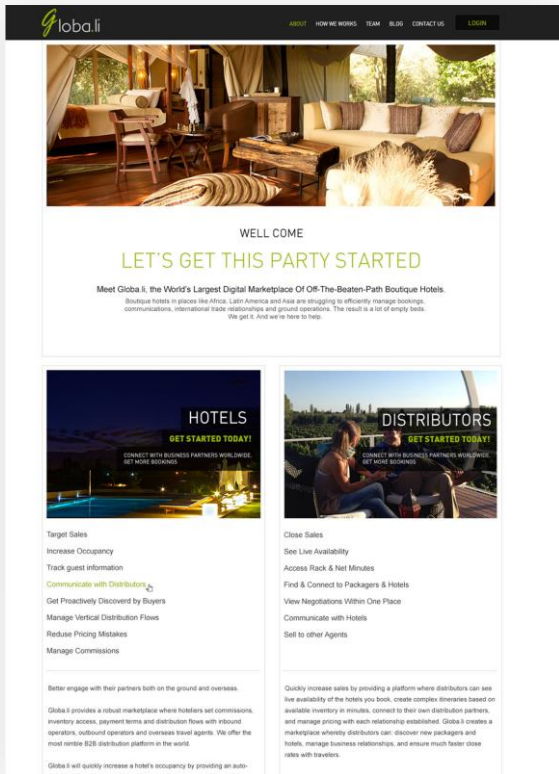 Globa.li
ABOUT HOW WE WORKS TEAM BLOG CONTACT US LOGIN
WELL COME
LET'S GET THIS PARTY STARTED
Meet Globa.li, the World's Largest Digital Marketplace Of Off-The-Beaten-Path Boutique Hotels.
Boutique hotels in places like Africa, Latin America and Asia are struggling to efficiently manage bookings,
communications, international trade relationships and ground operations. The result is a lot of empty beds.
We get it. And we're here to help.
HOTELS
GET STARTED TODAY!
CONNECT WITH BUSINESS PARTNERS WORLDWIDE.
GET MORE BOOKINGS
Target Sales
Increase Occupancy
Track guest information
Communicate with Distributors
Get Proactively Discoverd by Buyers
Manage Vertical Distribution Flows
Reduse Pricing Mistakes
Manage Commissions
Better engage with their partners both on the ground and overseas.
Globa.li provides a robust marketplace where hoteliers set commissions,
inventory access, payment terms and distribution flows with inbound
operators, outbound operators and overseas travel agents. We offer the
most nimble B2B distribution platform in the world.
Globa.li will quickly increase a hotel's occupancy by providing an auto-
DISTRIBUTORS
GET STARTED TODAY!
CONNECT WITH BUSINESS PARTNERS WORLDWIDE.
GET MORE BOOKINGS
Close Sales
See Live Availability
Access Rack & Net Minutes
Find & Connect to Packagers & Hotels
View Negotiations Within One Place
Communicate with Hotels
Sell to other Agents
Quickly increase sales by providing a platform where distributors can see
live availability of the hotels you book, create complex itineraries based on
available inventory in minutes, connect to their own distribution partners,
and manage pricing with each relationship established. Globa.li creates a
marketplace whereby distributors can: discover new packagers and
hotels, manage business relationships, and ensure much faster close
rates with travelers.